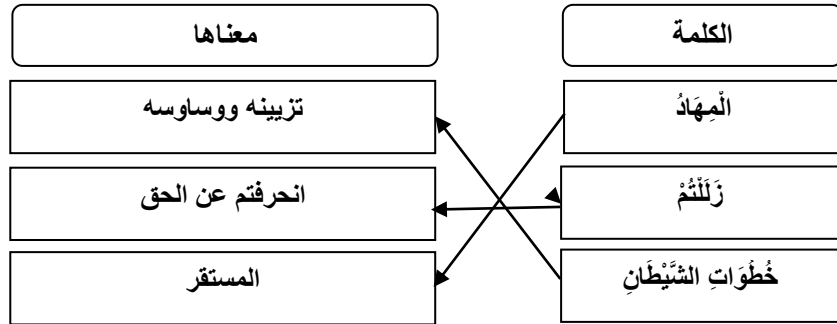 الكلمة
معناها
الْمِهَادُ
تزيينه ووساوسه
زَلَلْتُمْ
انحرفتم عن الحق
خُطُوَاتِ الشَّيْطَانِ
المستقر